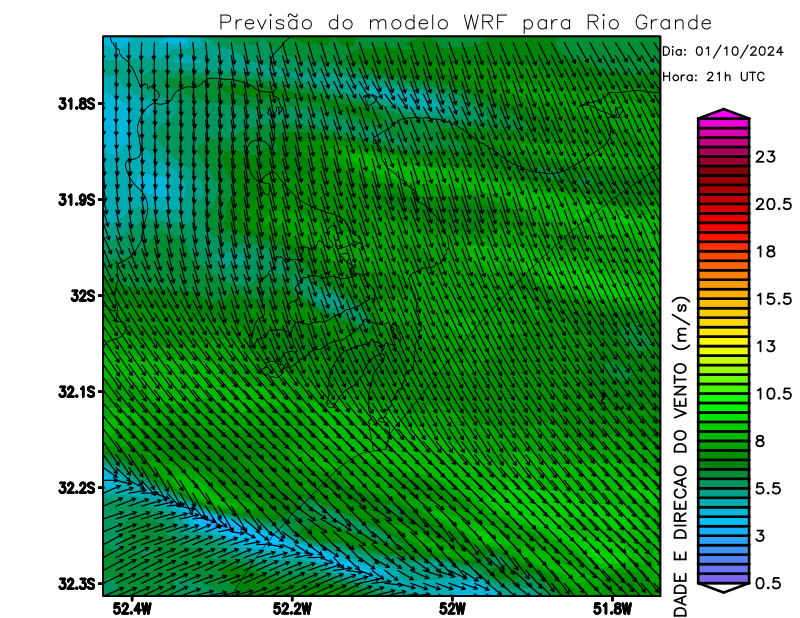 Previsão do modelo WRF para Rio Grande
Dia: 01/10/2024
Hora: 21h UTC
31.8S
31.9S
32S
32.1S
32.2S
32.3S
52.4W
52.2W
52W
51.8W
23
20.5
18
15.5
13
10.5
8
5.5
3
0.5
DADE E DIRECAO DO VENTO (m/s)